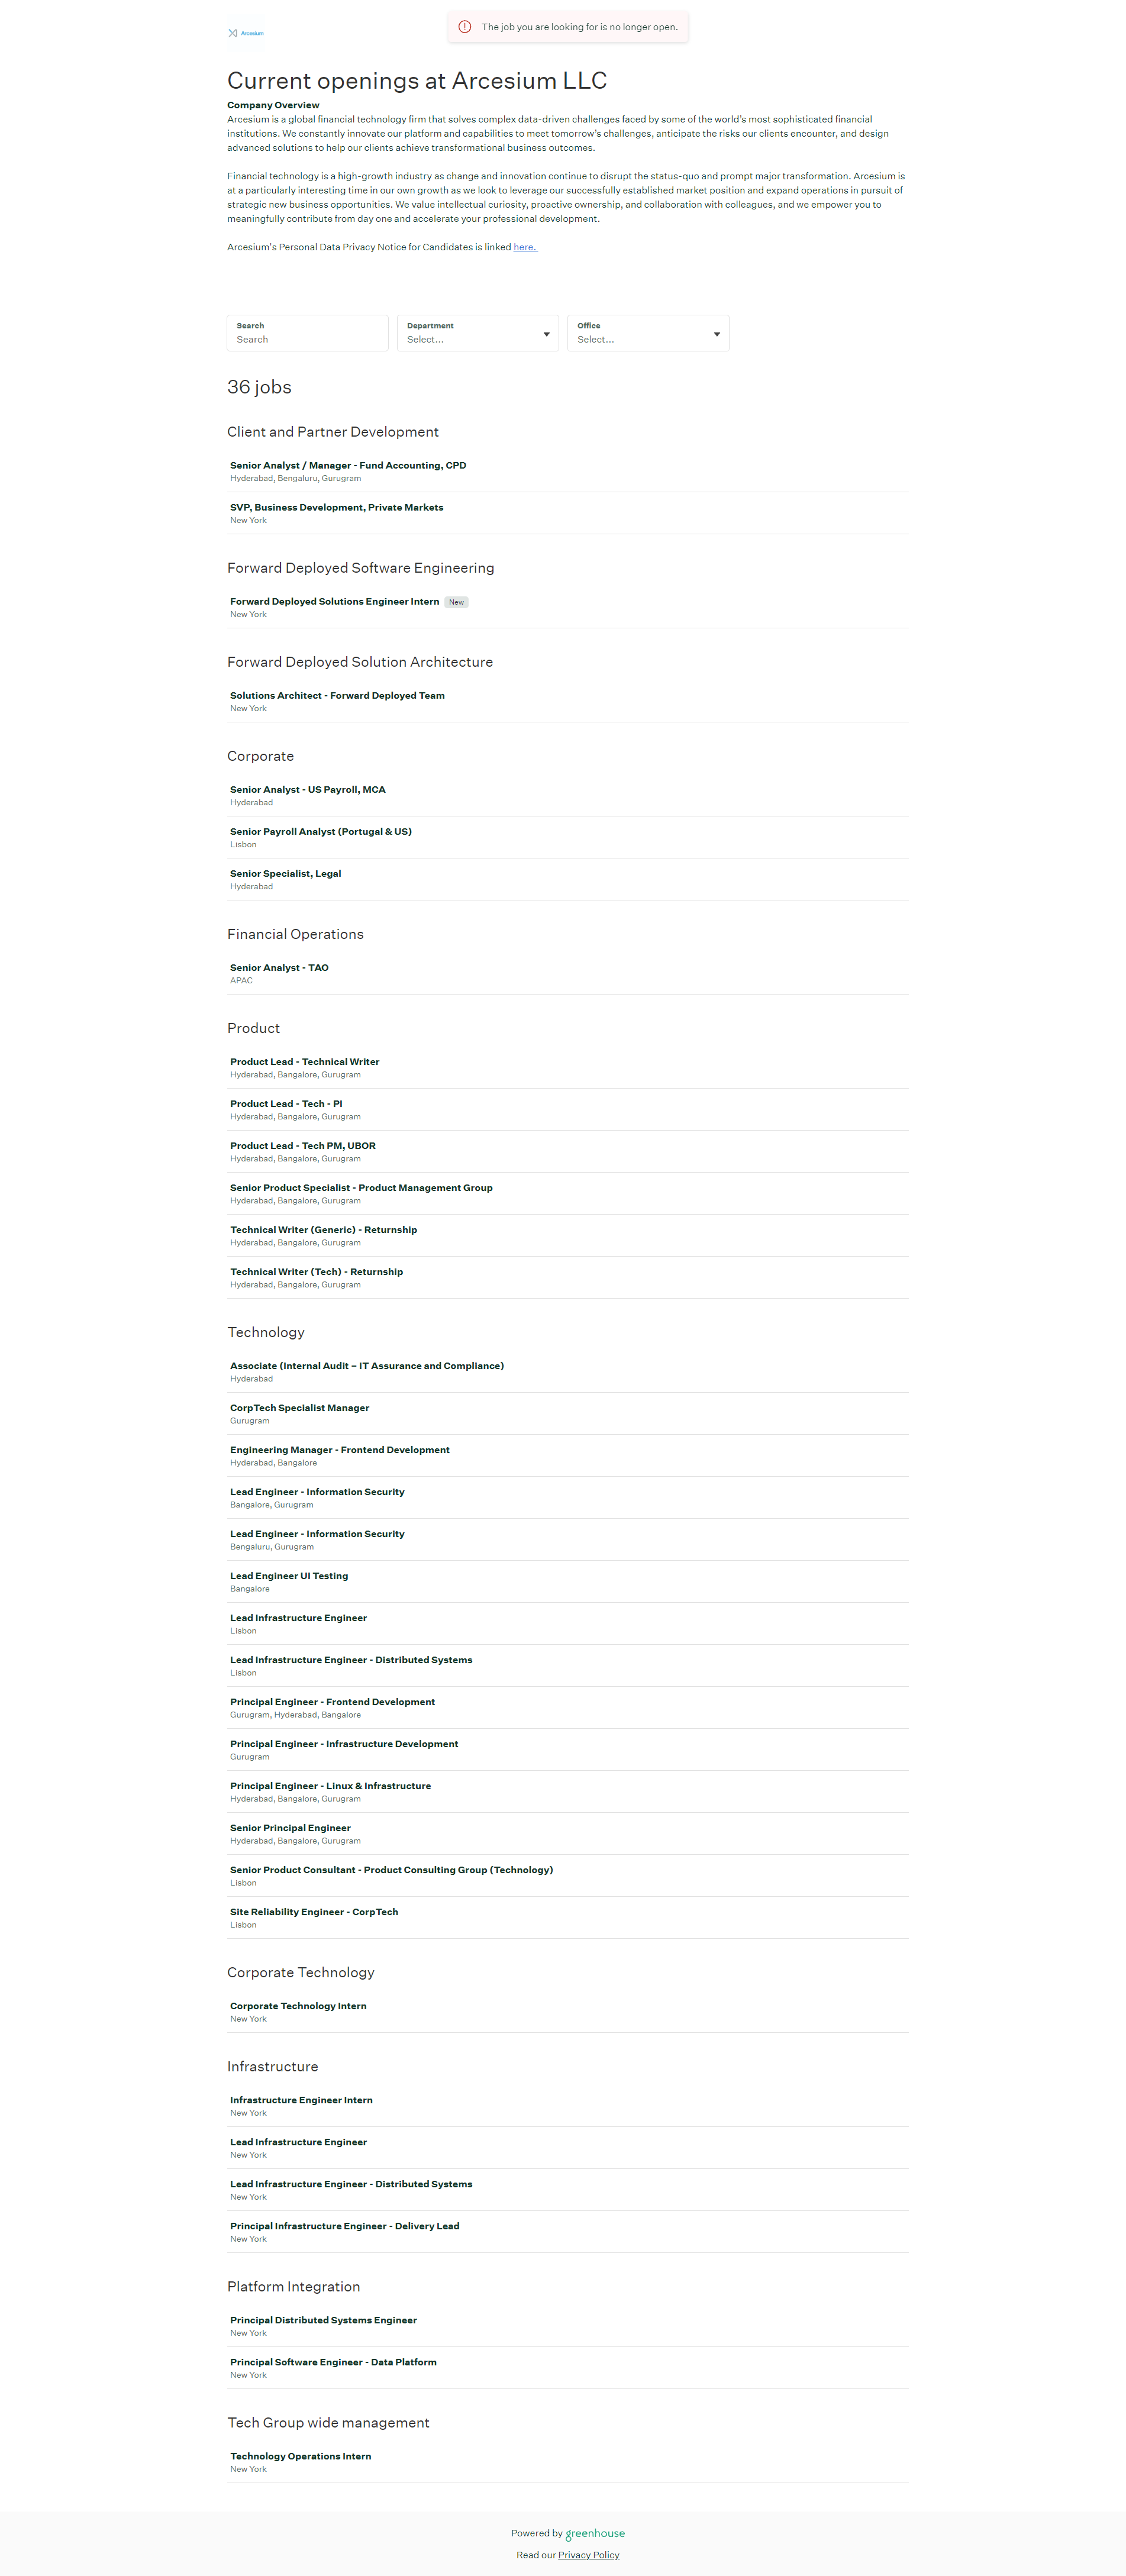 Arcesium
The job you are looking for is no longer open.
Current openings at Arcesium LLC
Company Overview
Arcesium is a global financial technology firm that solves complex data-driven challenges faced by some of the world's most sophisticated financial
institutions. We constantly innovate our platform and capabilities to meet tomorrow's challenges, anticipate the risks our clients encounter, and design
advanced solutions to help our clients achieve transformational business outcomes.
Financial technology is a high-growth industry as change and innovation continue to disrupt the status-quo and prompt major transformation. Arcesium is
at a particularly interesting time in our own growth as we look to leverage our successfully established market position and expand operations in pursuit of
strategic new business opportunities. We value intellectual curiosity, proactive ownership, and collaboration with colleagues, and we empower you to
meaningfully contribute from day one and accelerate your professional development.
Arcesium's Personal Data Privacy Notice for Candidates is linked here.
Search
Search
Department
Select...
Office
Select...
36 jobs
Client and Partner Development
Senior Analyst / Manager - Fund Accounting, CPD
Hyderabad, Bengaluru, Gurugram
SVP, Business Development, Private Markets
New York
Forward Deployed Software Engineering
Forward Deployed Solutions Engineer Intern New
New York
Forward Deployed Solution Architecture
Solutions Architect - Forward Deployed Team
New York
Corporate
Senior Analyst - US Payroll, MCA
Hyderabad
Senior Payroll Analyst (Portugal & US)
Lisbon
Senior Specialist, Legal
Hyderabad
Financial Operations
Senior Analyst - TAO
APAC
Product
Product Lead - Technical Writer
Hyderabad, Bangalore, Gurugram
Product Lead - Tech - PI
Hyderabad, Bangalore, Gurugram
Product Lead - Tech PM, UBOR
Hyderabad, Bangalore, Gurugram
Senior Product Specialist - Product Management Group
Hyderabad, Bangalore, Gurugram
Technical Writer (Generic) - Returnship
Hyderabad, Bangalore, Gurugram
Technical Writer (Tech) - Returnship
Hyderabad, Bangalore, Gurugram
Technology
Associate (Internal Audit – IT Assurance and Compliance)
Hyderabad
CorpTech Specialist Manager
Gurugram
Engineering Manager - Frontend Development
Hyderabad, Bangalore
Lead Engineer - Information Security
Bangalore, Gurugram
Lead Engineer - Information Security
Bengaluru, Gurugram
Lead Engineer UI Testing
Bangalore
Lead Infrastructure Engineer
Lisbon
Lead Infrastructure Engineer - Distributed Systems
Lisbon
Principal Engineer - Frontend Development
Gurugram, Hyderabad, Bangalore
Principal Engineer - Infrastructure Development
Gurugram
Principal Engineer - Linux & Infrastructure
Hyderabad, Bangalore, Gurugram
Senior Principal Engineer
Hyderabad, Bangalore, Gurugram
Senior Product Consultant - Product Consulting Group (Technology)
Lisbon
Site Reliability Engineer - CorpTech
Lisbon
Corporate Technology
Corporate Technology Intern
New York
Infrastructure
Infrastructure Engineer Intern
New York
Lead Infrastructure Engineer
New York
Lead Infrastructure Engineer - Distributed Systems
New York
Principal Infrastructure Engineer - Delivery Lead
New York
Platform Integration
Principal Distributed Systems Engineer
New York
Principal Software Engineer - Data Platform
New York
Tech Group wide management
Technology Operations Intern
New York
Powered by greenhouse
Read our Privacy Policy